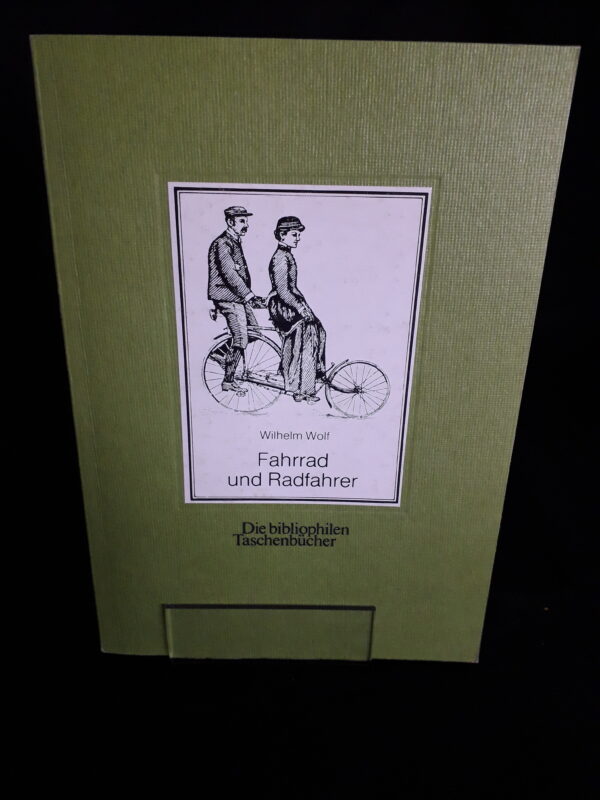 Wilhelm Wolf
Fahrrad
und Radfahrer
Die bibliophilen
Taschenbücher